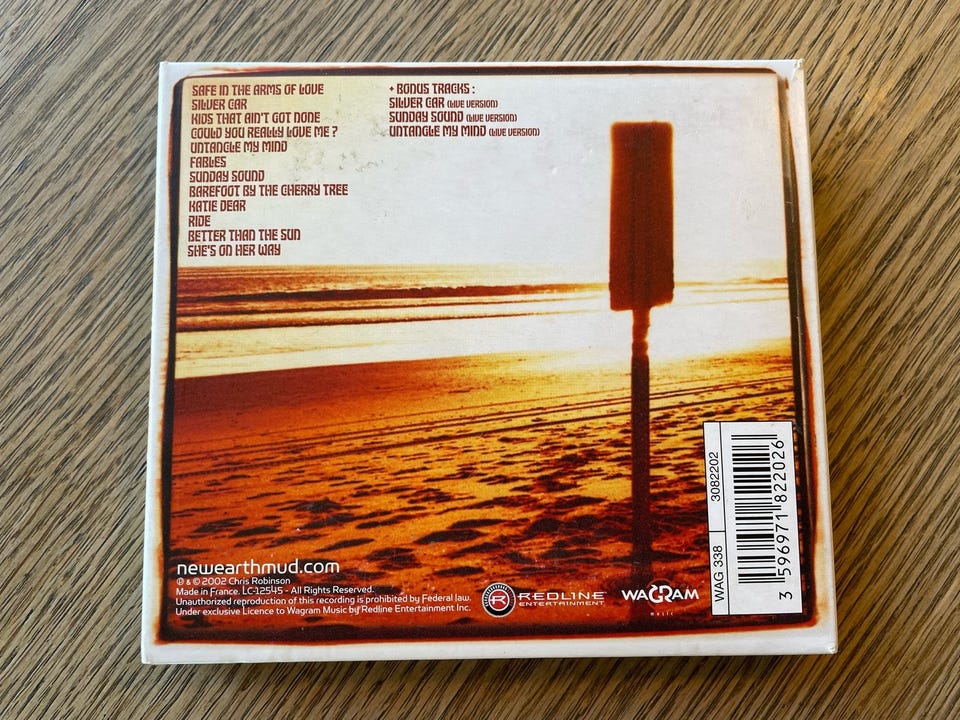 SAFE IN THE ARMS OF LOVE
SILVER CAR
KIDS THAT AIN'T GOT NONE
COULD YOU REALLY LOVE ME ?
UNTANGLE MY MIND
FABLES
SUNDAY SOUND
BAREFOOT BY THE CHERRY TREE
KATIE DEAR
RIDE
BETTER THAN THE SUN
SHE'S ON HER WAY
+ BONUS TRACKS :
SILVER CAR (LIVE VERSION)
SUNDAY SOUND (LIVE VERSION)
UNTANGLE MY MIND (LIVE VERSION)
newearthmud.com
℗ & © 2002 Chris Robinson
Made in France. LC-12545 - All Rights Reserved.
Unauthorized reproduction of this recording is prohibited by Federal law.
Under exclusive Licence to Wagram Music by Redline Entertainment Inc.
R REDLINE
ENTERTAINMENT
WAGRAM
music
WAG 338
3082202
3 596971 822026